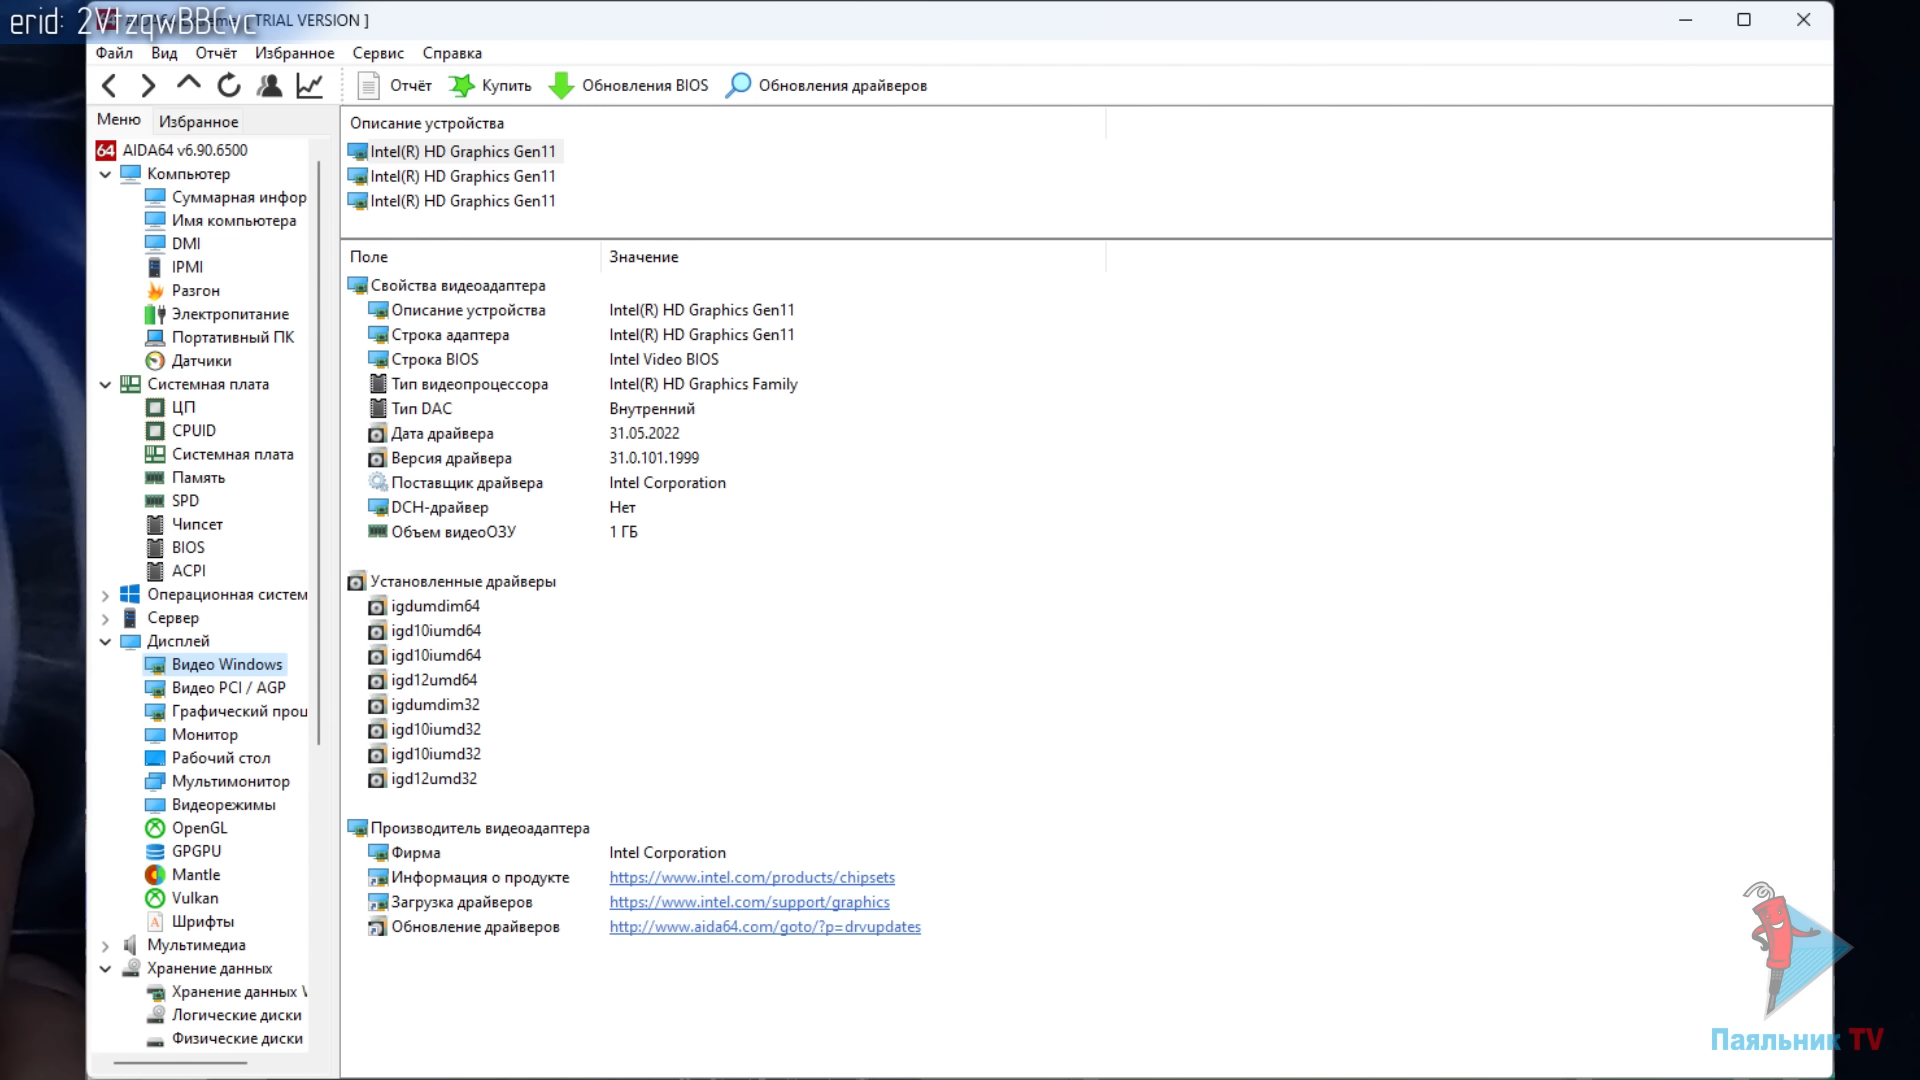 erid: 2VtzqwBBCvc
TRIAL VERSION ]
Файл Вид Отчёт Избранное Сервис Справка
Отчёт Купить Обновления BIOS Обновления драйверов
Меню Избранное
64 AIDA64 v6.90.6500
Компьютер
Суммарная инфор
Имя компьютера
DMI
IPMI
Разгон
Электропитание
Портативный ПК
Датчики
Системная плата
ЦП
CPUID
Системная плата
Память
SPD
Чипсет
BIOS
ACPI
Операционная систем
Сервер
Дисплей
Видео Windows
Видео PCI / AGP
Графический проц
Монитор
Рабочий стол
Мультимонитор
Видеорежимы
OpenGL
GPGPU
Mantle
Vulkan
Шрифты
Мультимедиа
Хранение данных
Хранение данных W
Логические диски
Физические диски
Описание устройства
Intel(R) HD Graphics Gen11
Intel(R) HD Graphics Gen11
Intel(R) HD Graphics Gen11
Поле Значение
Свойства видеоадаптера
Описание устройства Intel(R) HD Graphics Gen11
Строка адаптера Intel(R) HD Graphics Gen11
Строка BIOS Intel Video BIOS
Тип видеопроцессора Intel(R) HD Graphics Family
Тип DAC Внутренний
Дата драйвера 31.05.2022
Версия драйвера 31.0.101.1999
Поставщик драйвера Intel Corporation
DCH-драйвер Нет
Объем видеоОЗУ 1 ГБ
Установленные драйверы
igdumdim64
igd10iumd64
igd10iumd64
igd12umd64
igdumdim32
igd10iumd32
igd10iumd32
igd12umd32
Производитель видеоадаптера
Фирма Intel Corporation
Информация о продукте https://www.intel.com/products/chipsets
Загрузка драйверов https://www.intel.com/support/graphics
Обновление драйверов http://www.aida64.com/goto/?p=drvupdates
Паяльник TV